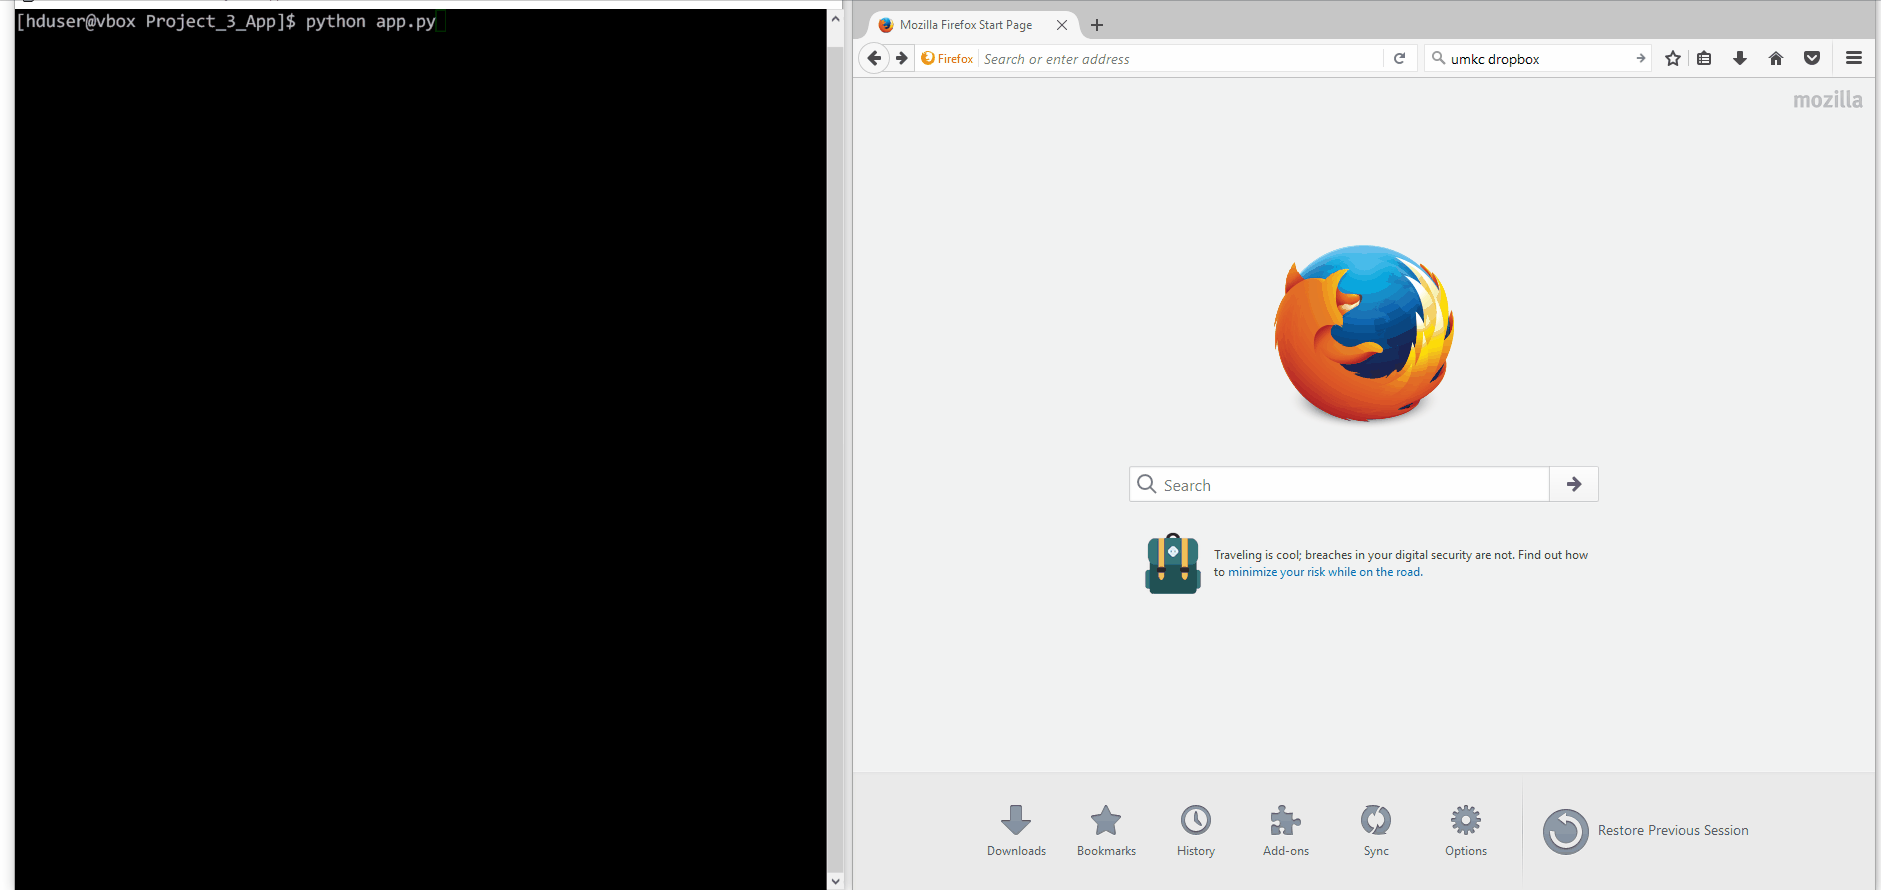 [hduser@vbox Project_3_App]$ python app.py
Mozilla Firefox Start Page
Firefox
Search or enter address
umkc dropbox
mozilla
Search
Traveling is cool; breaches in your digital security are not. Find out how
to minimize your risk while on the road.
Downloads
Bookmarks
History
Add-ons
Sync
Options
Restore Previous Session